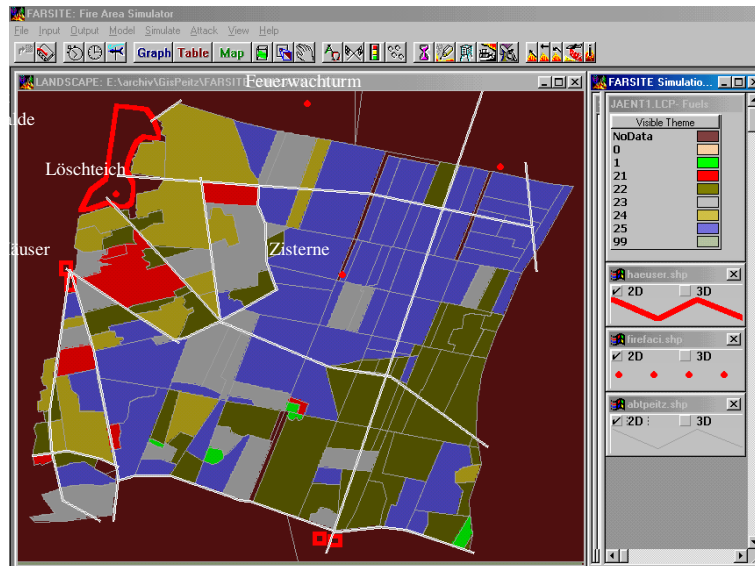 FARSITE: Fire Area Simulator
File Input Output Model Simulate Attack View Help
Graph Table Map
LANDSCAPE: E:\archiv\GisPeitz\FARSITE
Feuerwachturm
FARSITE Simulatio...
JAENT1.LCP- Fuels
Visible Theme
NoData
0
1
21
22
23
24
25
99
alde
Löschteich
äuser
Zisterne
haeuser.shp
2D 3D
firefaci.shp
2D 3D
abtpeitz.shp
2D 3D